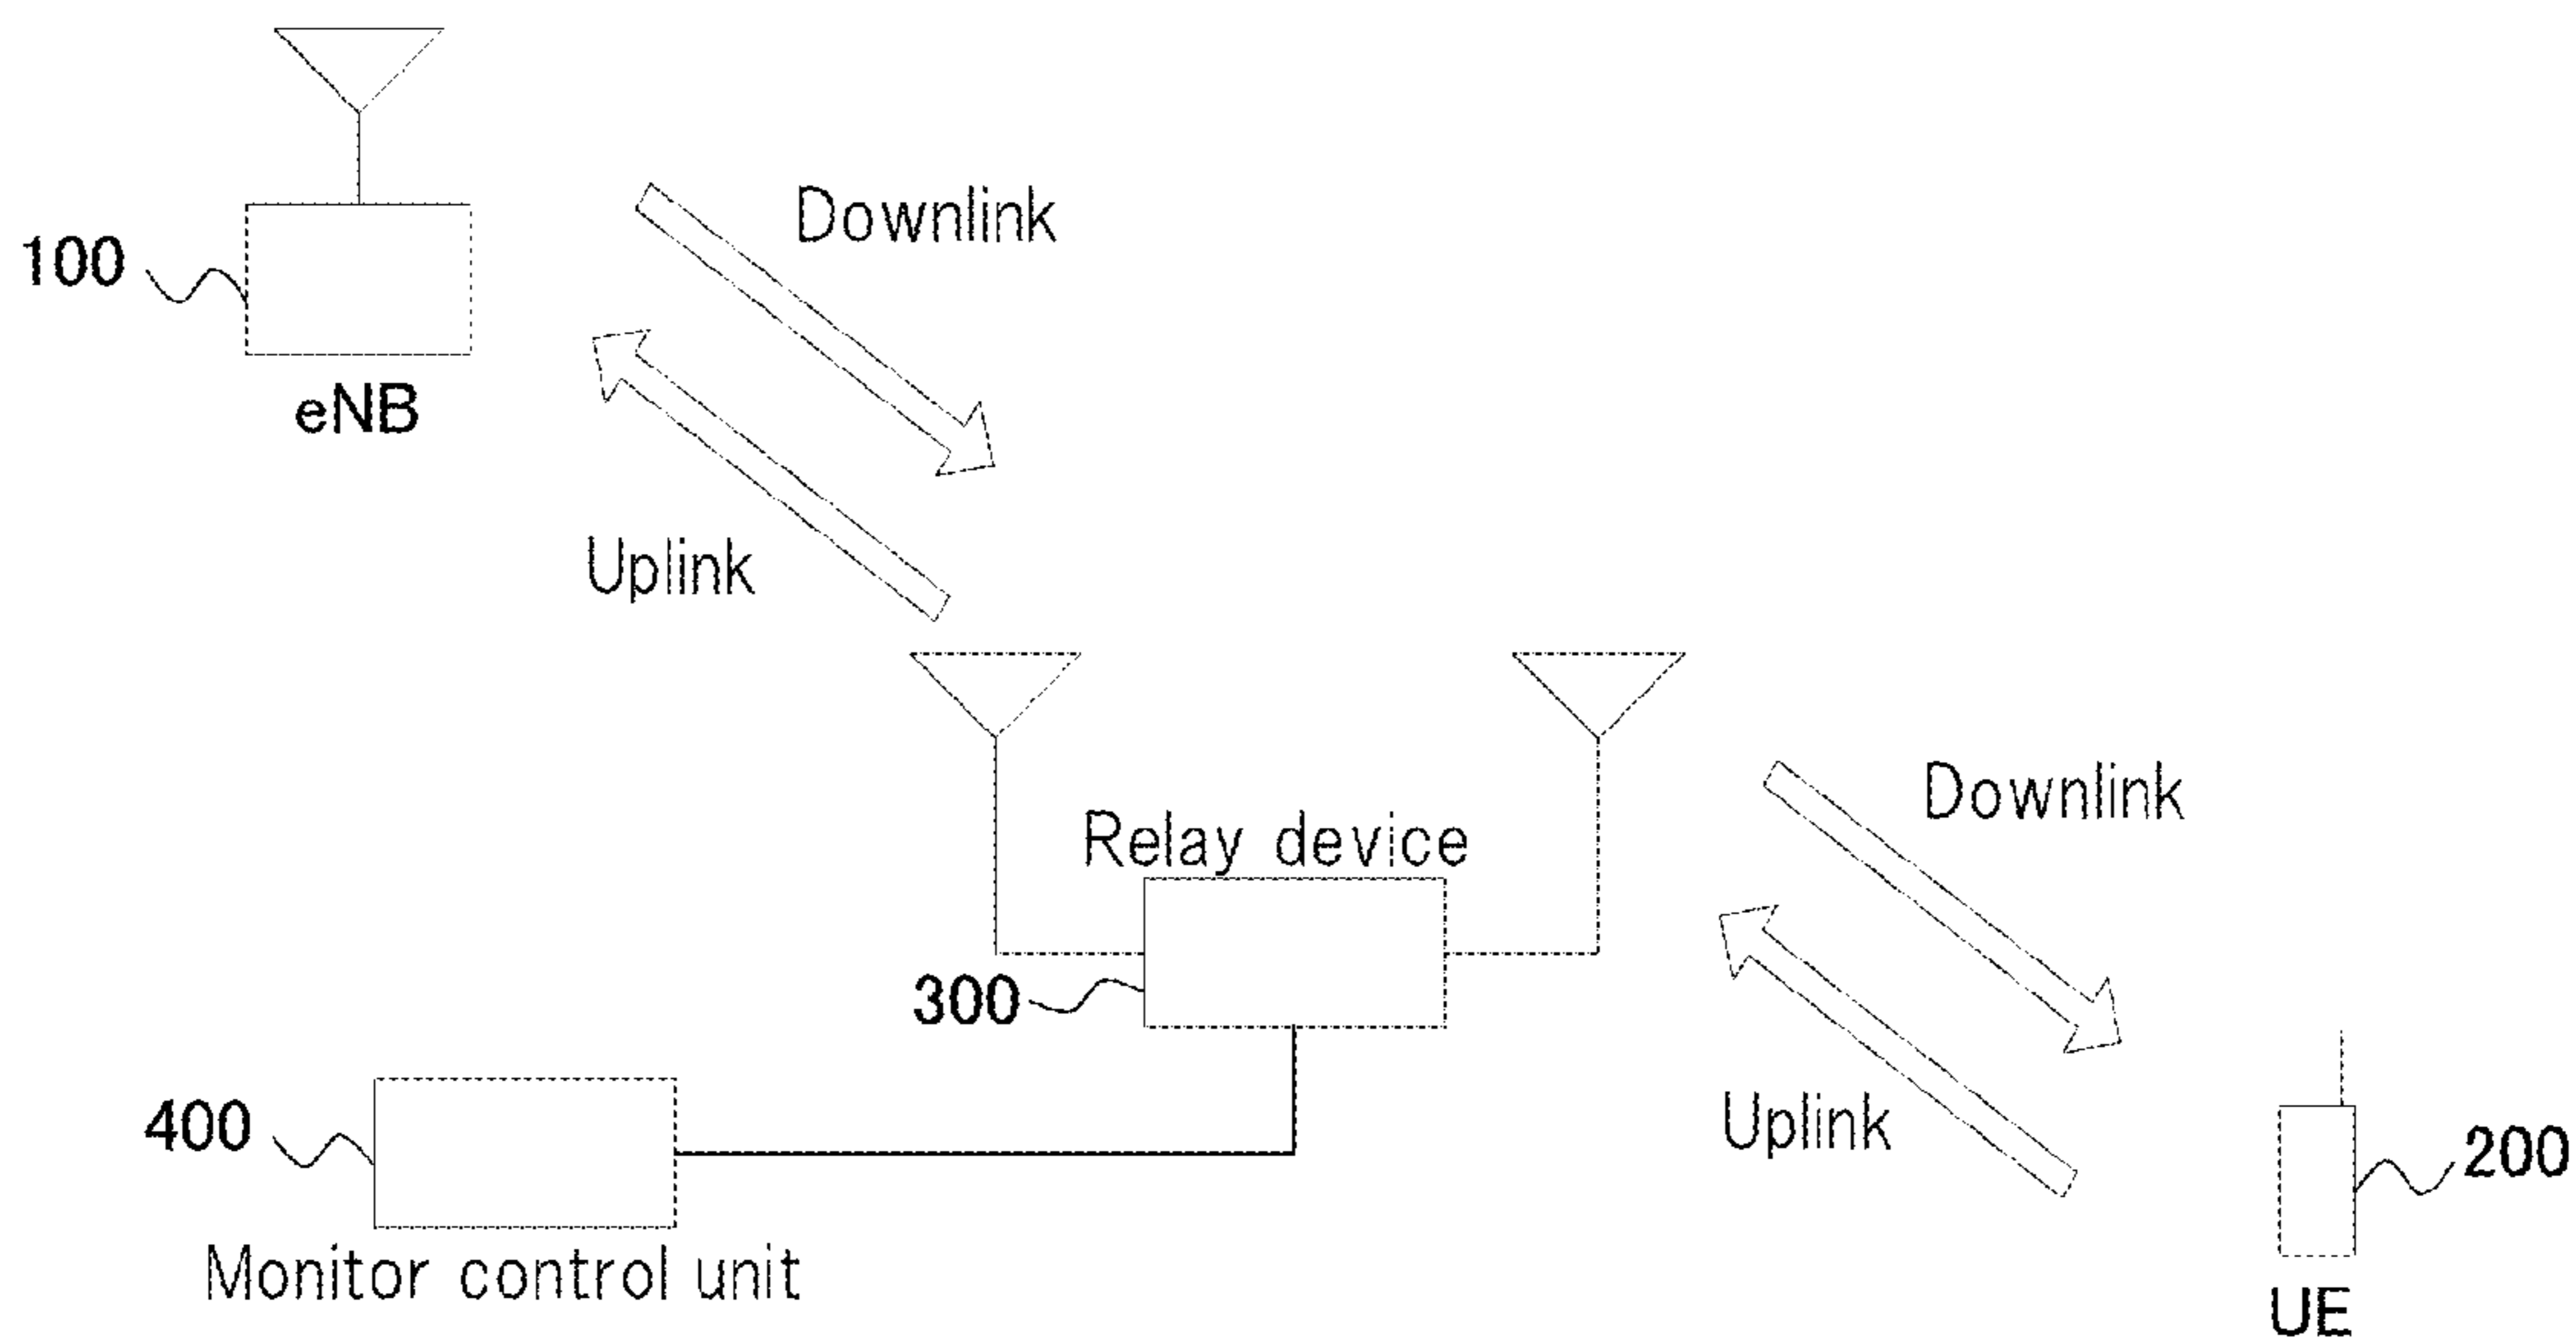 Downlink
100
eNB
Uplink
Downlink
Relay device
300
400
Uplink
200
Monitor control unit
UE